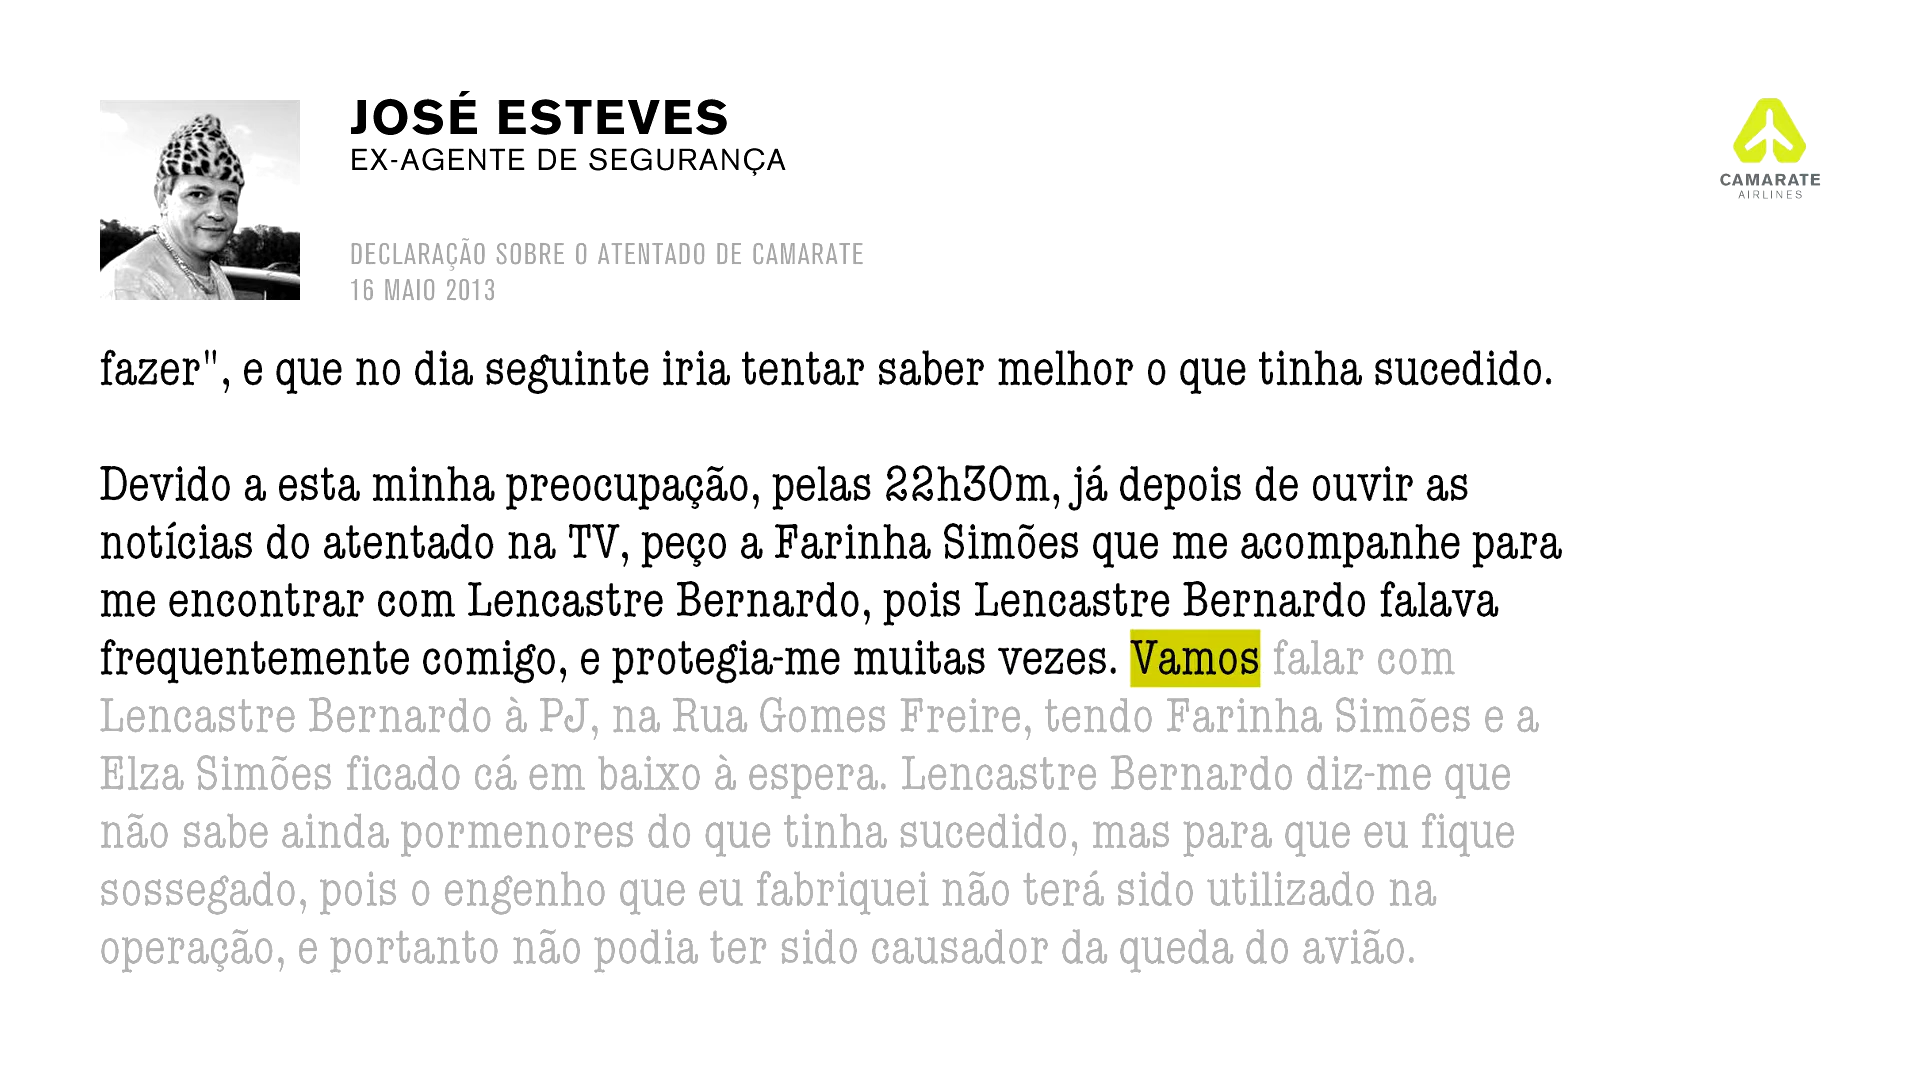 JOSÉ ESTEVES
EX-AGENTE DE SEGURANÇA
DECLARAÇÃO SOBRE O ATENTADO DE CAMARATE
16 MAIO 2013
CAMARATE
AIRLINES
fazer", e que no dia seguinte iria tentar saber melhor o que tinha sucedido.
Devido a esta minha preocupação, pelas 22h30m, já depois de ouvir as
notícias do atentado na TV, peço a Farinha Simões que me acompanhe para
me encontrar com Lencastre Bernardo, pois Lencastre Bernardo falava
frequentemente comigo, e protegia-me muitas vezes. Vamos falar com
Lencastre Bernardo à PJ, na Rua Gomes Freire, tendo Farinha Simões e a
Elza Simões ficado cá em baixo à espera. Lencastre Bernardo diz-me que
não sabe ainda pormenores do que tinha sucedido, mas para que eu fique
sossegado, pois o engenho que eu fabriquei não terá sido utilizado na
operação, e portanto não podia ter sido causador da queda do avião.